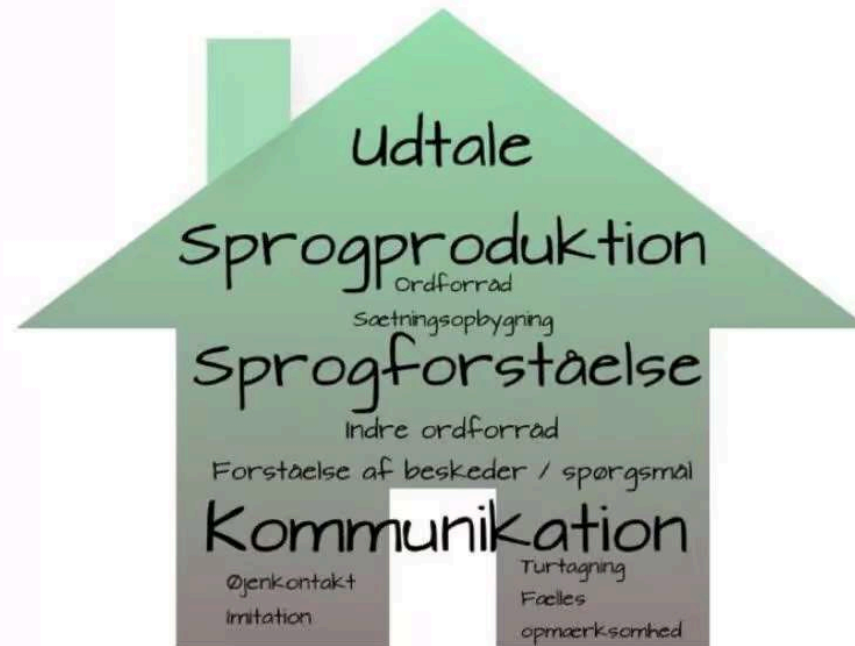 Udtale
Sprogproduktion
Ordforråd
Sætningsopbygning
Sprogforståelse
Indre ordforråd
Forståelse af beskeder / spørgsmål
Kommunikation
Øjenkontakt
Imitation
Turtagning
Fælles
opmærksomhed